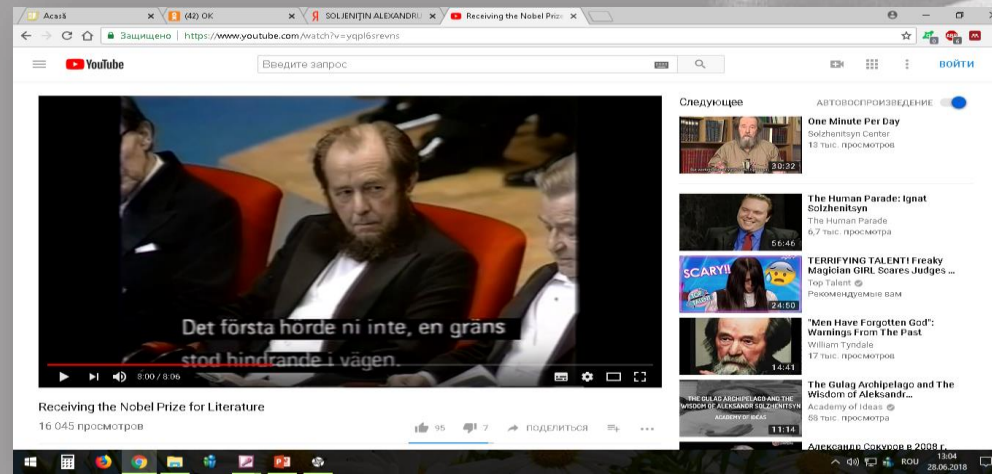 Acasă
(42) OK
SOLJENIŢIN ALEXANDRU
Receiving the Nobel Prize
Защищено
https://www.youtube.com/watch?v=yqpl6srevns
YouTube
Введите запрос
ВОЙТИ
Det första hörde ni inte, en gräns
stod hindrande i vägen.
8:00 / 8:06
Receiving the Nobel Prize for Literature
16 045 просмотров
95
7
ПОДЕЛИТЬСЯ
Следующее
АВТОВОСПРОИЗВЕДЕНИЕ
30:22
One Minute Per Day
Solzhenitsyn Center
13 тыс. просмотров
56:46
The Human Parade: Ignat
Solzhenitsyn
The Human Parade
6,7 тыс. просмотра
SCARY!!
TOP TALENT
24:50
TERRIFYING TALENT! Freaky
Magician GIRL Scares Judges ...
Top Talent
Рекомендуемые вам
14:41
"Men Have Forgotten God":
Warnings From The Past
William Tyndale
17 тыс. просмотров
THE GULAG ARCHIPELAGO AND THE
WISDOM OF ALEKSANDR SOLZHENITSYN
ACADEMY OF IDEAS
11:14
The Gulag Archipelago and The
Wisdom of Aleksandr...
Academy of Ideas
58 тыс. просмотров
Александр Сокуров в 2008 г.
ROU
13:04
28.06.2018